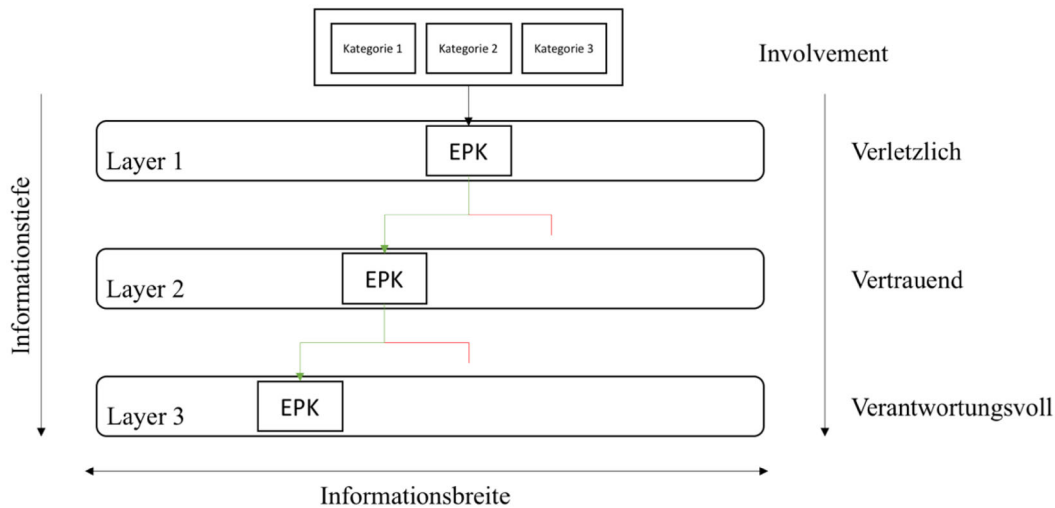 Kategorie 1
Kategorie 2
Kategorie 3
Involvement
Layer 1
EPK
Verletzlich
Informationstiefe
Layer 2
EPK
Vertrauend
Layer 3
EPK
Verantwortungsvoll
Informationsbreite